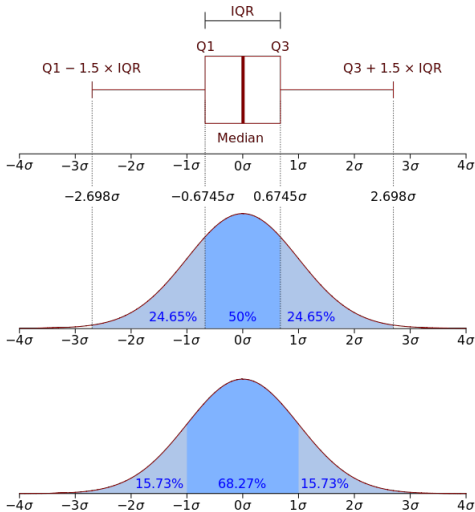 IQR
Q1 Q3
Q1 − 1.5 × IQR Q3 + 1.5 × IQR
Median
−4σ −3σ −2σ −1σ 0σ 1σ 2σ 3σ 4σ
−2.698σ −0.6745σ 0.6745σ 2.698σ
24.65% 50% 24.65%
−4σ −3σ −2σ −1σ 0σ 1σ 2σ 3σ 4σ
15.73% 68.27% 15.73%
−4σ −3σ −2σ −1σ 0σ 1σ 2σ 3σ 4σ